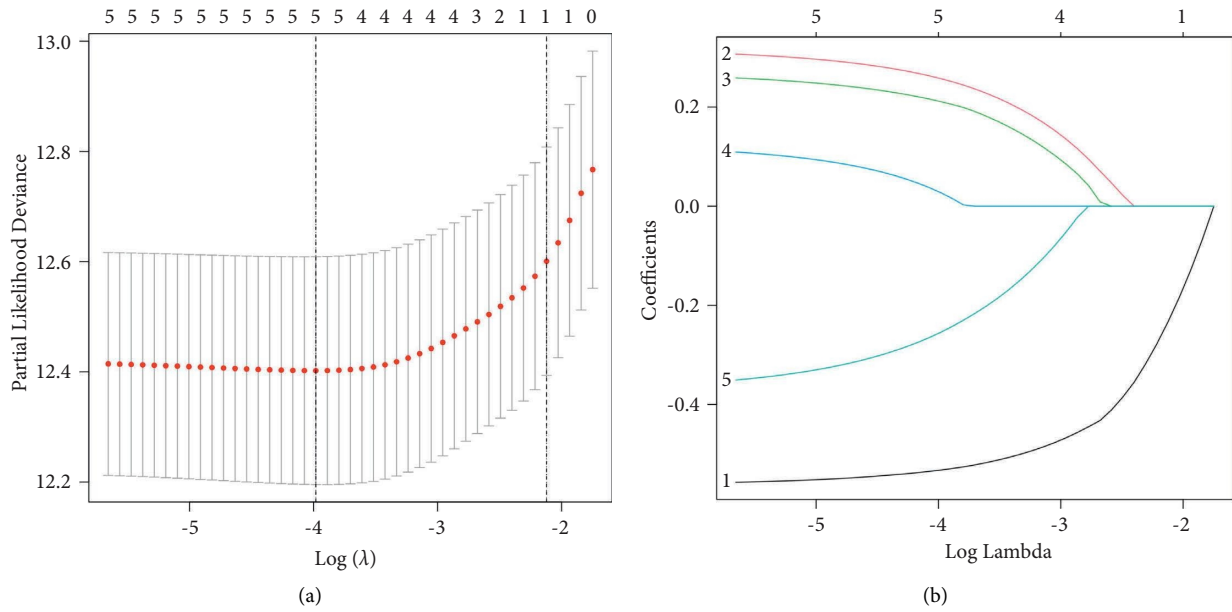 5 5 5 5 5 5 5 5 5 5 5 4 4 4 4 4 3 2 1 1 1 0
13.0
12.8
12.6
12.4
12.2
Partial Likelihood Deviance
-5 -4 -3 -2
Log (λ)
(a)
5 5 4 1
0.2
0.0
-0.2
-0.4
Coefficients
2
3
4
5
1
-5 -4 -3 -2
Log Lambda
(b)